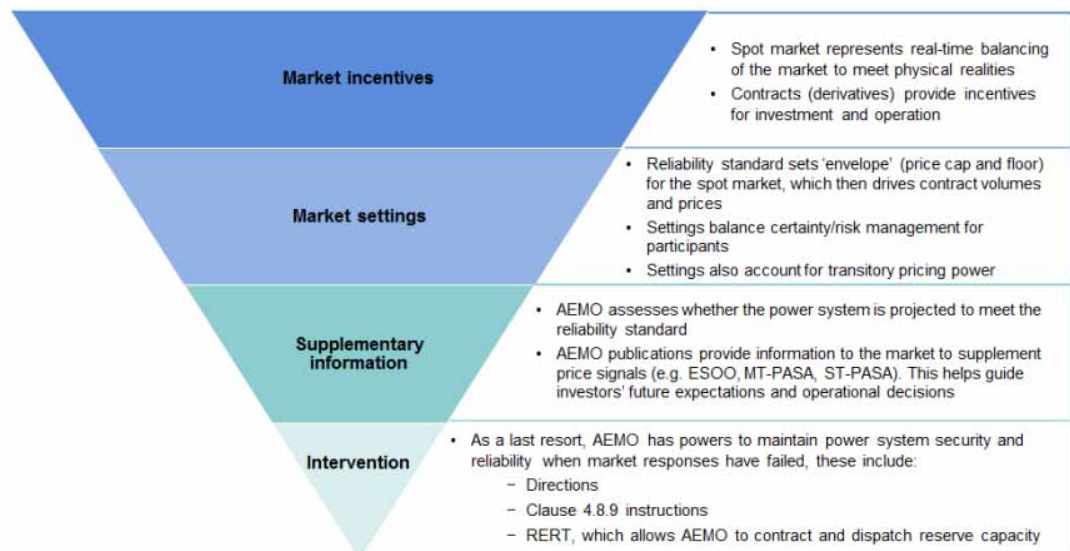 Market incentives
• Spot market represents real-time balancing
of the market to meet physical realities
• Contracts (derivatives) provide incentives
for investment and operation
Market settings
• Reliability standard sets 'envelope' (price cap and floor)
for the spot market, which then drives contract volumes
and prices
• Settings balance certainty/risk management for
participants
• Settings also account for transitory pricing power
Supplementary
information
• AEMO assesses whether the power system is projected to meet the
reliability standard
• AEMO publications provide information to the market to supplement
price signals (e.g. ESOO, MT-PASA, ST-PASA). This helps guide
investors' future expectations and operational decisions
Intervention
• As a last resort, AEMO has powers to maintain power system security and
reliability when market responses have failed, these include:
– Directions
– Clause 4.8.9 instructions
– RERT, which allows AEMO to contract and dispatch reserve capacity